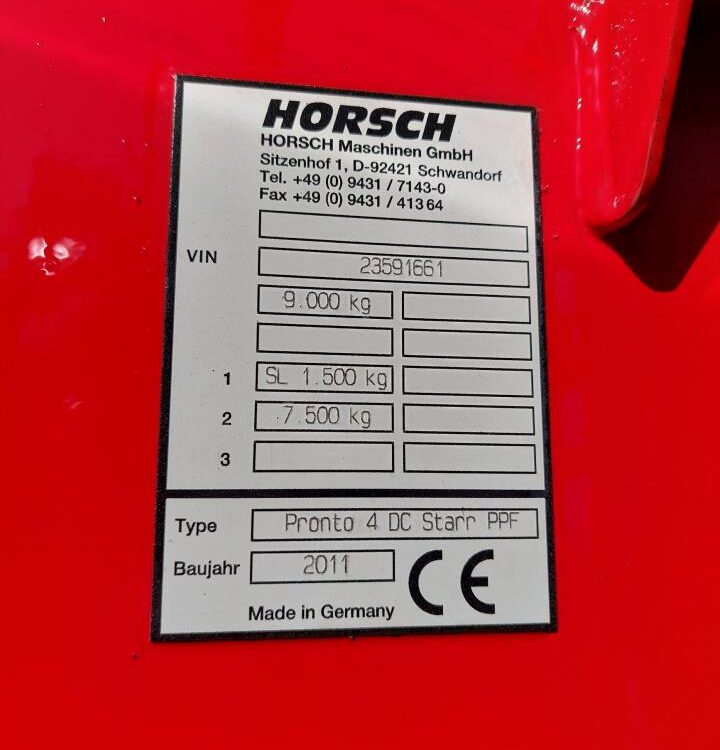 HORSCH
HORSCH Maschinen GmbH
Sitzenhof 1, D-92421 Schwandorf
Tel. +49 (0) 9431 / 7143-0
Fax +49 (0) 9431 / 413 64
VIN 23591661
9.000 kg
1 SL 1.500 kg
2 7.500 kg
3
Type Pronto 4 DC Starr PPF
Baujahr 2011 CE
Made in Germany